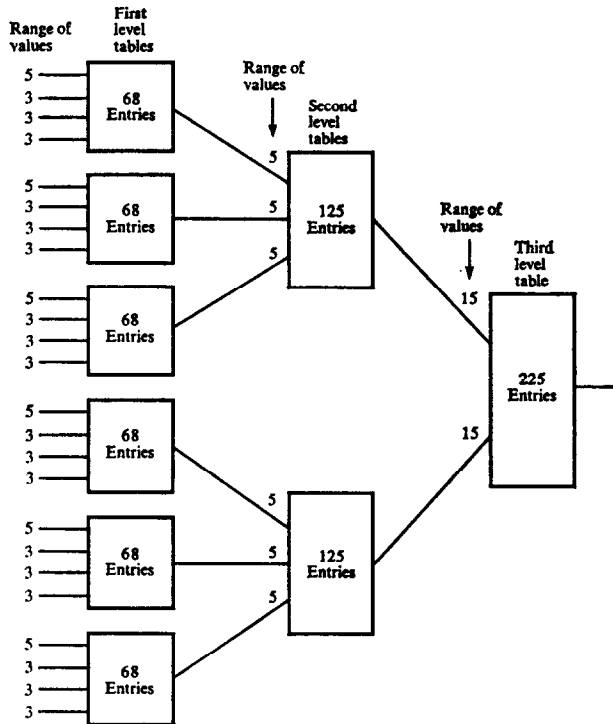 Range of
values
First
level
tables
5
3
3
3
68
Entries
5
3
3
3
68
Entries
5
3
3
3
68
Entries
5
3
3
3
68
Entries
5
3
3
3
68
Entries
5
3
3
3
68
Entries
Range of
values
5
5
5
5
5
5
Second
level
tables
125
Entries
125
Entries
Range of
values
15
15
Third
level
table
225
Entries